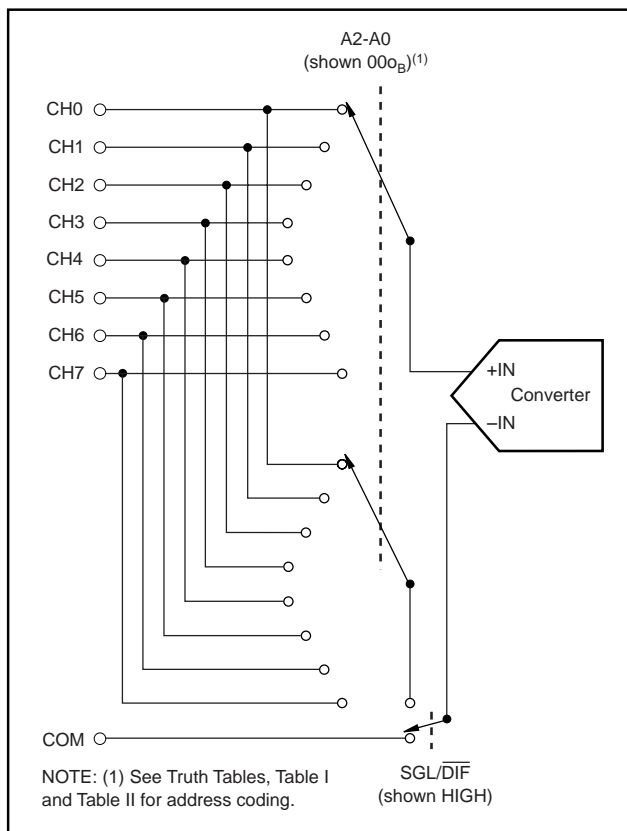 A2-A0
(shown 00oB)(1)
CH0
CH1
CH2
CH3
CH4
CH5
CH6
CH7
+IN
Converter
–IN
COM
SGL/D̅I̅F̅
(shown HIGH)
NOTE: (1) See Truth Tables, Table I
and Table II for address coding.